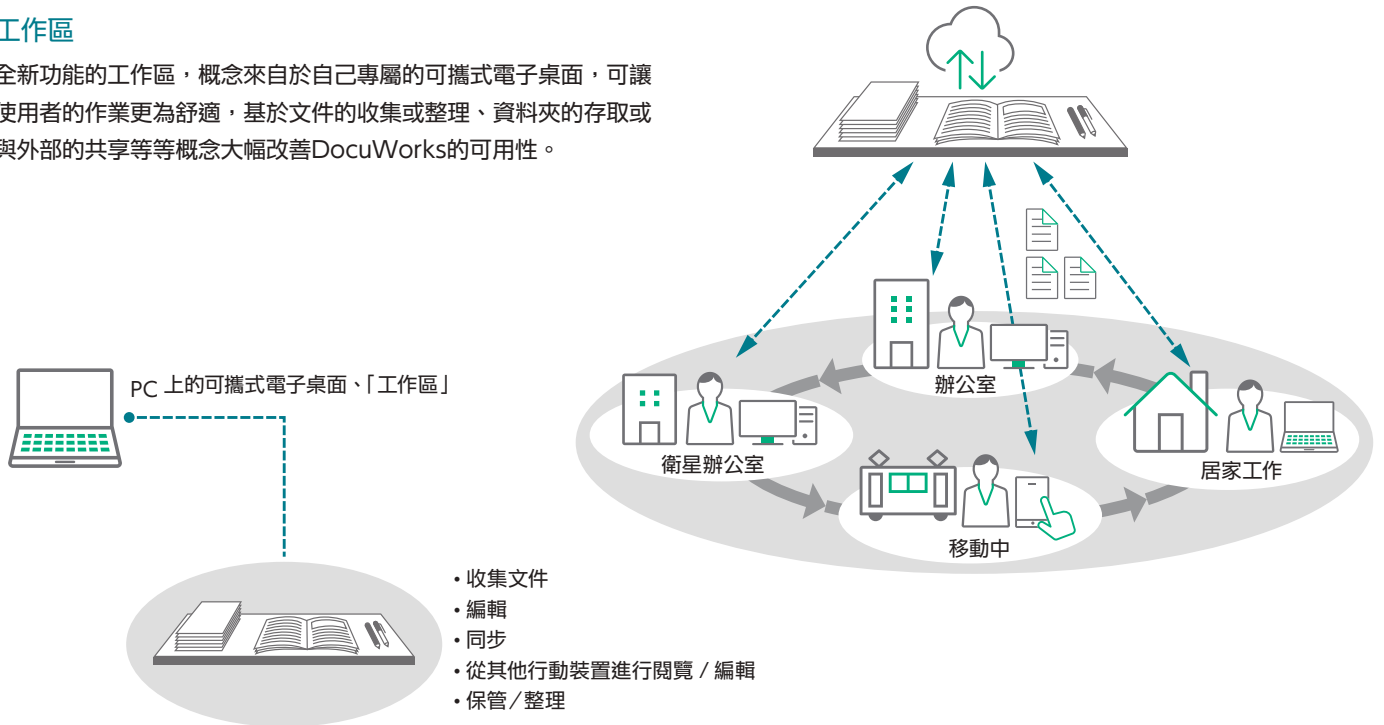 工作區
全新功能的工作區，概念來自於自己專屬的可攜式電子桌面，可讓
使用者的作業更為舒適，基於文件的收集或整理、資料夾的存取或
與外部的共享等等概念大幅改善DocuWorks的可用性。
PC 上的可攜式電子桌面、「工作區」
辦公室
衛星辦公室
居家工作
移動中
・收集文件
・編輯
・同步
・從其他行動裝置進行閱覽 / 編輯
・保管／整理